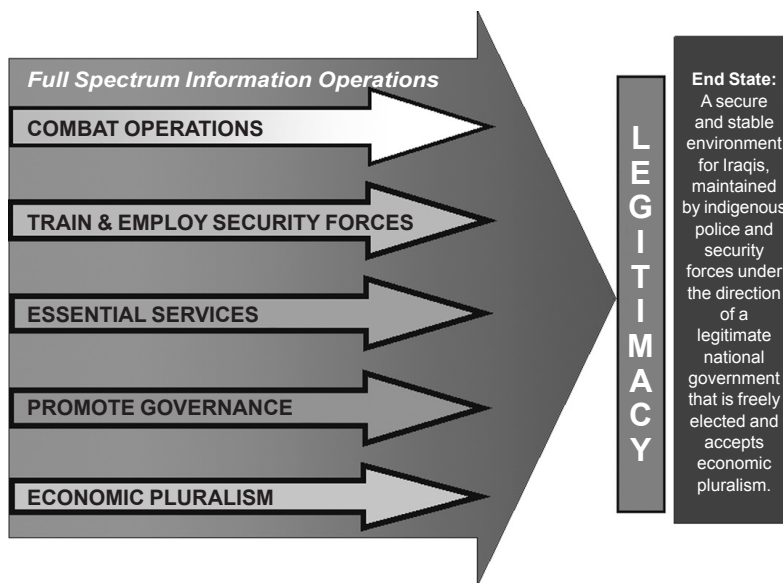 Full Spectrum Information Operations
COMBAT OPERATIONS
TRAIN & EMPLOY SECURITY FORCES
ESSENTIAL SERVICES
PROMOTE GOVERNANCE
ECONOMIC PLURALISM
LEGITIMACY
End State:
A secure
and stable
environment
for Iraqis,
maintained
by indigenous
police and
security
forces under
the direction
of a
legitimate
national
government
that is freely
elected and
accepts
economic
pluralism.